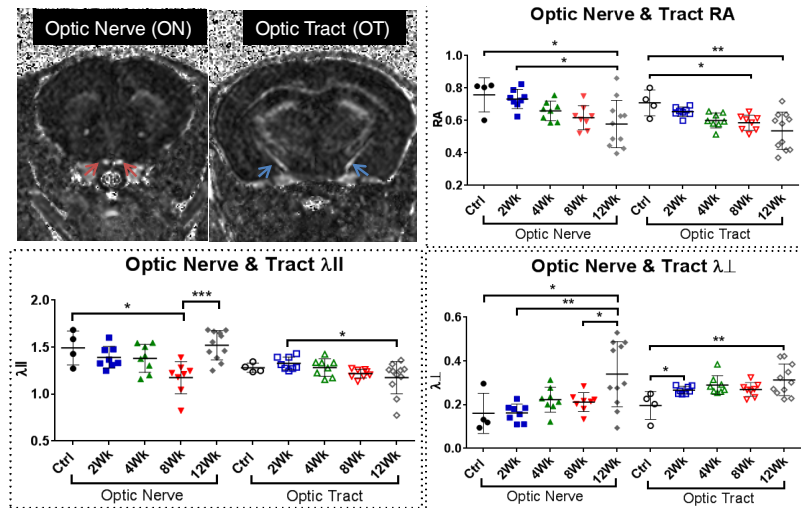 Optic Nerve (ON)
Optic Tract (OT)
Optic Nerve & Tract RA
*
**
*
*
1.0
0.8
0.6
0.4
0.2
RA
Ctrl
2Wk
4Wk
8Wk
12Wk
Ctrl
2Wk
4Wk
8Wk
12Wk
Optic Nerve
Optic Tract
Optic Nerve & Tract λ||
*
***
*
2.0
1.5
1.0
0.5
λ||
Ctrl
2Wk
4Wk
8Wk
12Wk
Ctrl
2Wk
4Wk
8Wk
12Wk
Optic Nerve
Optic Tract
Optic Nerve & Tract λ⊥
*
**
*
**
*
0.6
0.4
0.2
0.0
λ⊥
Ctrl
2Wk
4Wk
8Wk
12Wk
Ctrl
2Wk
4Wk
8Wk
12Wk
Optic Nerve
Optic Tract